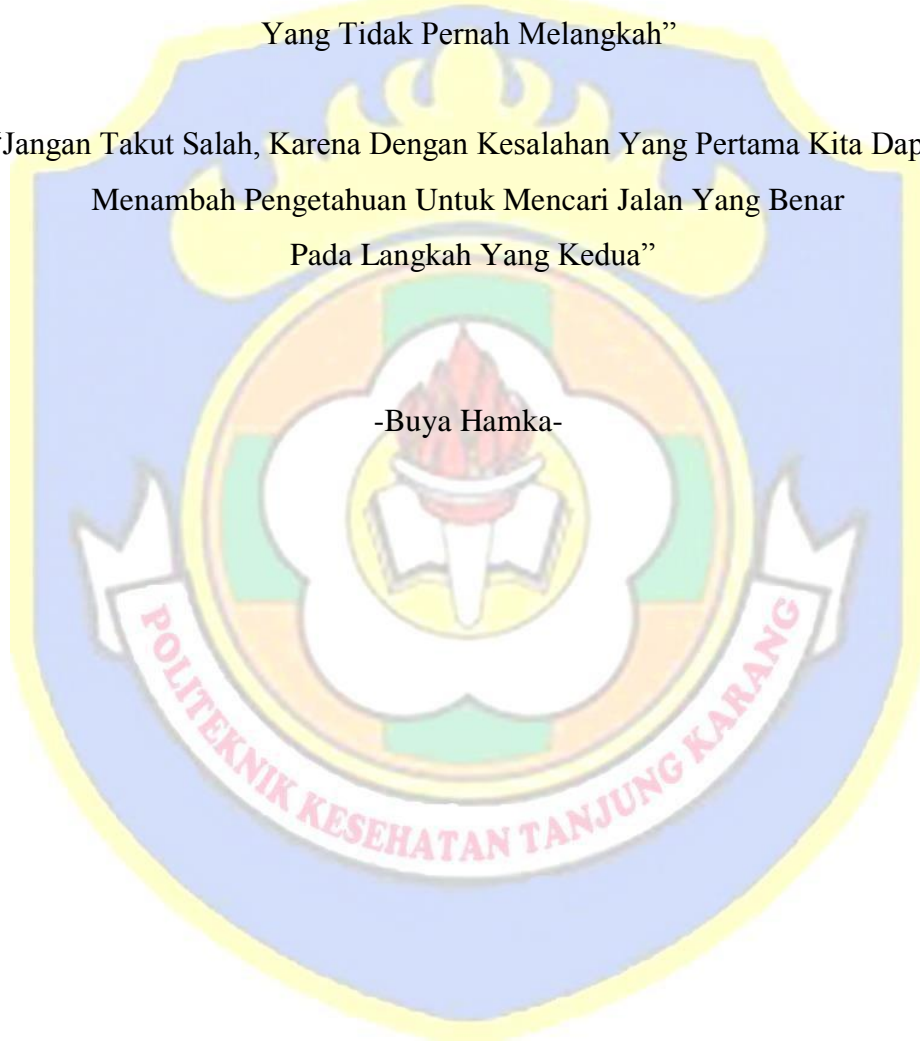 Yang Tidak Pernah Melangkah”
Jangan Takut Salah, Karena Dengan Kesalahan Yang Pertama Kita
Menambah Pengetahuan Untuk Mencari Jalan Yang Benar
Pada Langkah Yang Kedua”
-Buya Hamka-
POLITEKNIK KESEHATAN TANJUNG KARANG